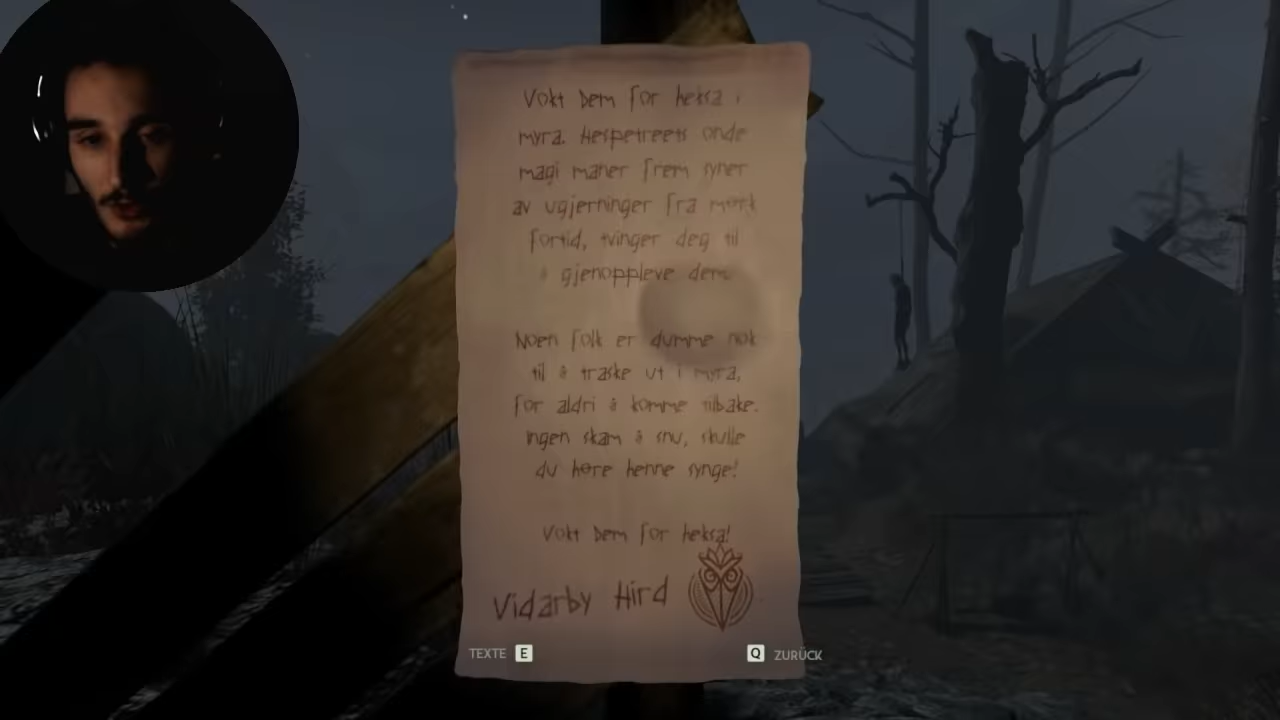 Vokt Dem for heksa i
myra. Hespetreets onde
magi maner frem syner
av ugjerninger fra mørk
fortid, tvinger deg til
å gjenoppleve dem.
Noen folk er dumme nok
til å traske ut i myra,
for aldri å komme tilbake.
Ingen skam å snu, skulle
du høre henne synge!
Vokt Dem for heksa!
Vidarby Hird
TEXTE E
Q ZURÜCK